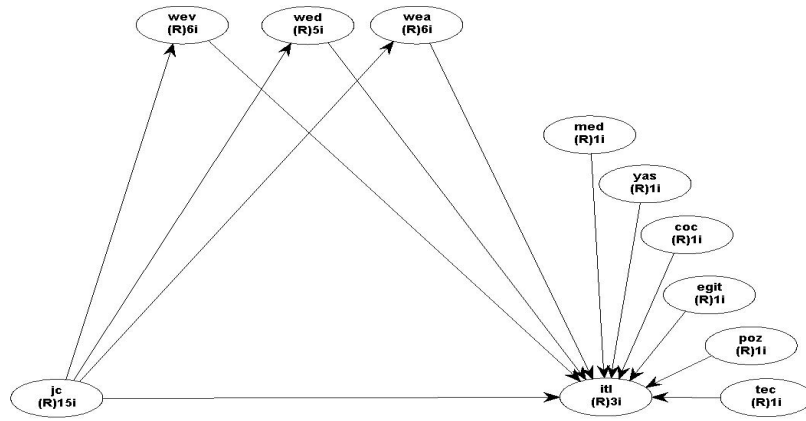 wev
(R)6i
wed
(R)5i
wea
(R)6i
med
(R)1i
yas
(R)1i
coc
(R)1i
egit
(R)1i
poz
(R)1i
jc
(R)15i
itl
(R)3i
tec
(R)1i